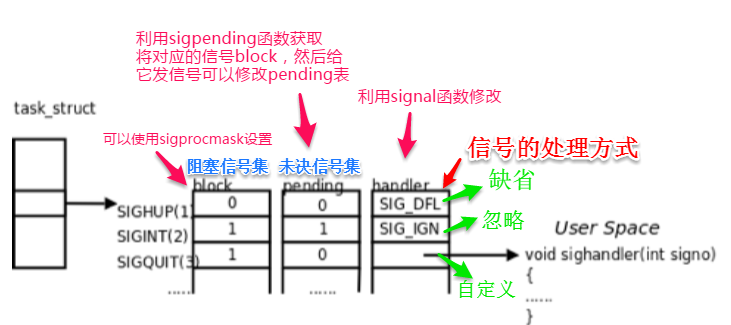 利用sigpending函数获取
将对应的信号block，然后给
它发信号可以修改pending表
利用signal函数修改
task_struct
可以使用sigprocmask设置
信号的处理方式
阻塞信号集
未决信号集
block
pending
handler
缺省
SIGHUP(1)
0
0
SIG_DFL
忽略
SIGINT(2)
1
1
SIG_IGN
User Space
SIGQUIT(3)
1
0
void sighandler(int signo)
{
自定义
......
......
......
}